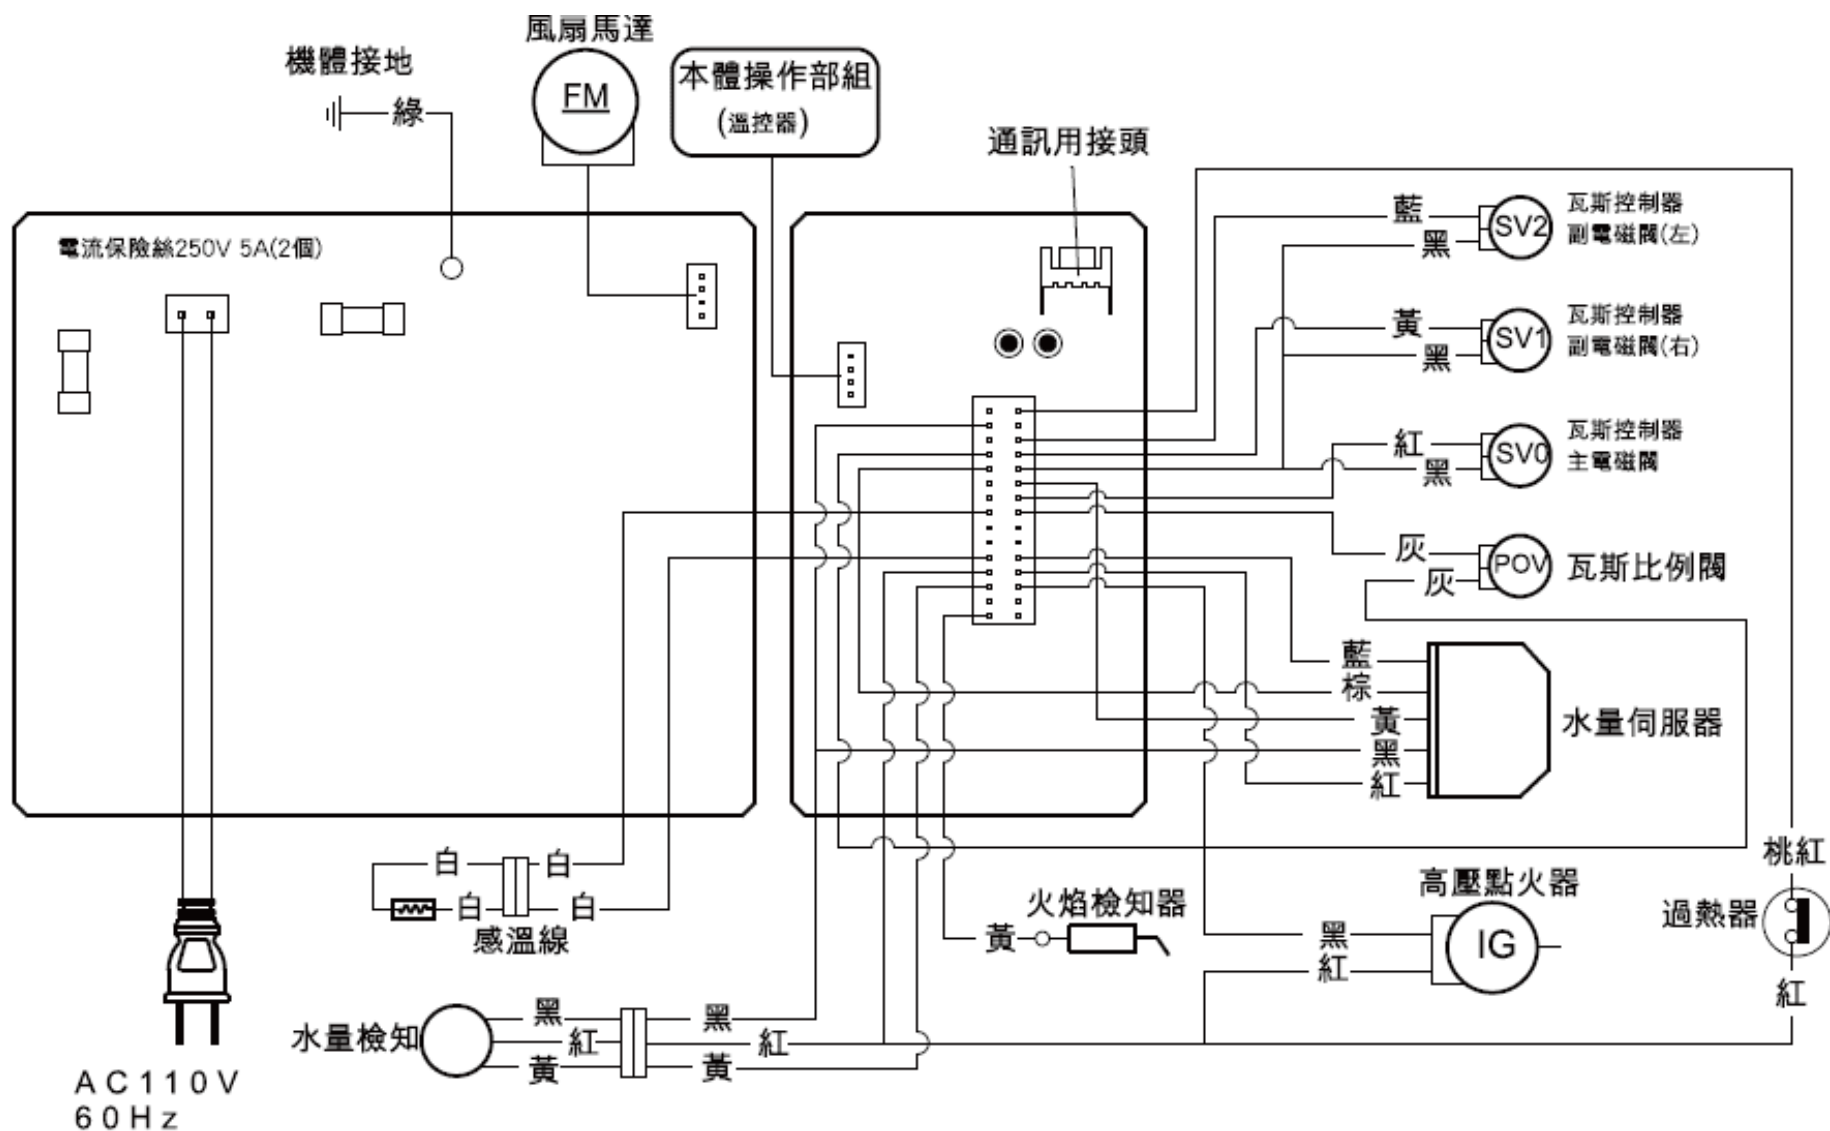 風扇馬達
機體接地
FM
本體操作部組
(溫控器)
綠
通訊用接頭
電流保險絲250V 5A(2個)
藍
SV2
瓦斯控制器
副電磁閥(左)
黑
黃
SV1
瓦斯控制器
副電磁閥(右)
黑
紅
SV0
瓦斯控制器
主電磁閥
黑
灰
POV
瓦斯比例閥
灰
藍
棕
黃
水量伺服器
黑
紅
白
白
白
白
感溫線
火焰檢知器
黃
高壓點火器
IG
黑
紅
桃紅
過熱器
紅
水量檢知
黑
黑
紅
紅
黃
黃
AC110V
60Hz